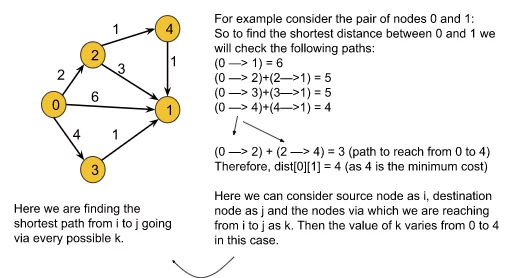 1
4
2
1
2
3
6
0
1
4
1
3
For example consider the pair of nodes 0 and 1:
So to find the shortest distance between 0 and 1 we
will check the following paths:
(0 —> 1) = 6
(0 —> 2)+(2—>1) = 5
(0 —> 3)+(3—>1) = 5
(0 —> 4)+(4—>1) = 4
(0 —> 2) + (2 —> 4) = 3 (path to reach from 0 to 4)
Therefore, dist[0][1] = 4 (as 4 is the minimum cost)
Here we are finding the
shortest path from i to j going
via every possible k.
Here we can consider source node as i, destination
node as j and the nodes via which we are reaching
from i to j as k. Then the value of k varies from 0 to 4
in this case.